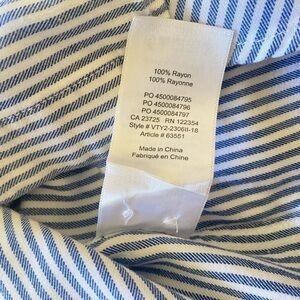 100% Rayon
100% Rayonne
PO 4500084795
PO 4500084796
PO 4500084797
CA 23725 RN 122354
Style # VTY2-2306II-18
Article # 63551
Made in China
Fabriqué en Chine